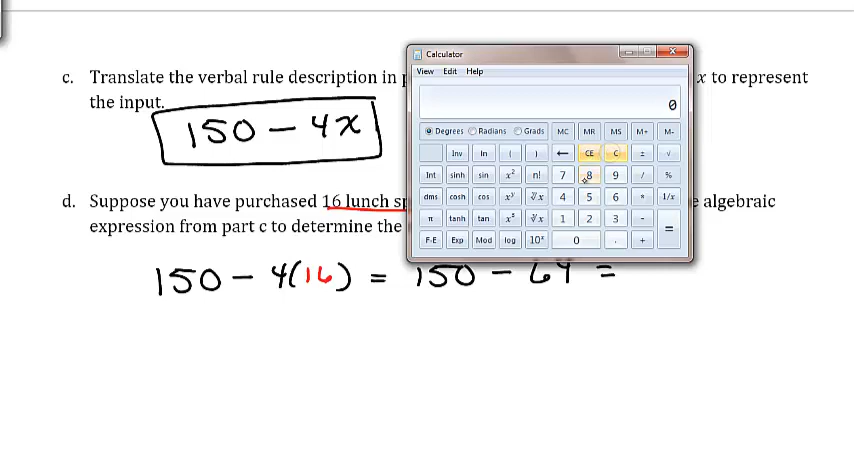 Calculator
View Edit Help
0
c. Translate the verbal rule description in x to represent
the input.
150 - 4x
Degrees Radians Grads MC MR MS M+ M-
Inv ln ( ) ← CE C ± √
Int sinh sin x² n! 7 8 9 / %
d. Suppose you have purchased 16 lunch algebraic
dms cosh cos xʸ ʸ√x 4 5 6 * 1/x
π tanh tan x³ ³√x 1 2 3 - =
expression from part c to determine the
F-E Exp Mod log 10ˣ 0 . +
150 - 4(16) = 150 - 64 =